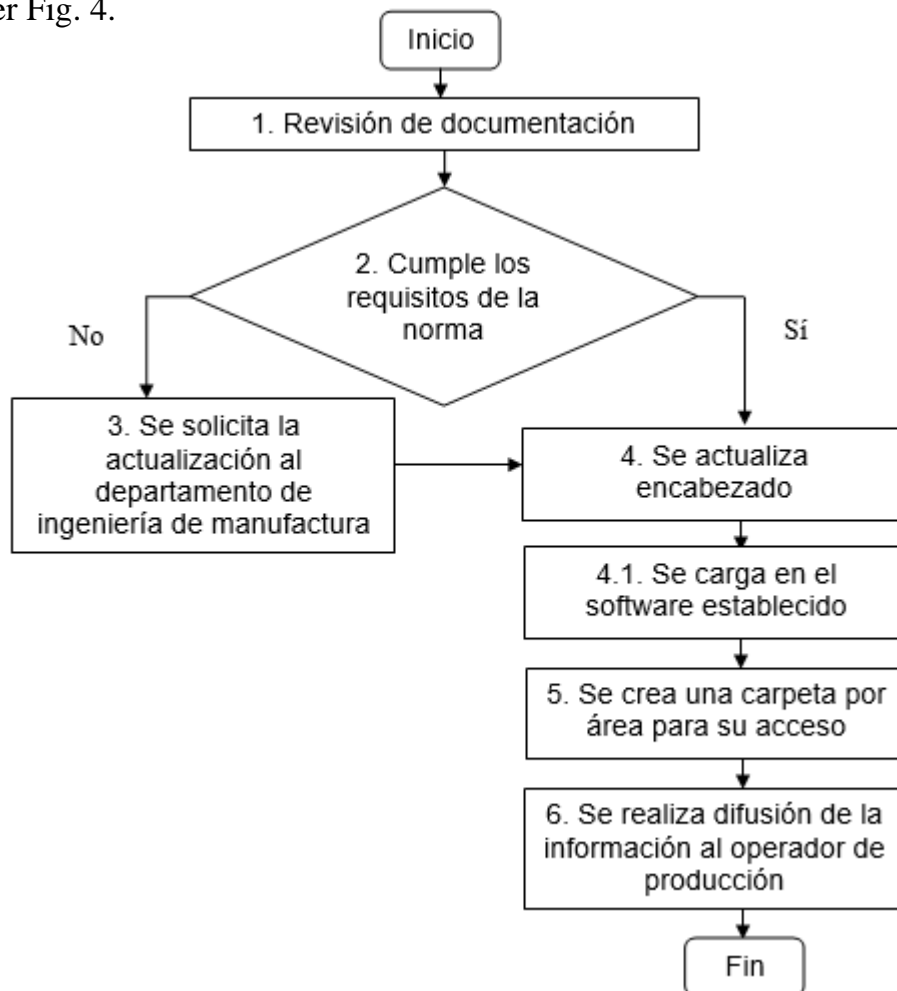 er Fig. 4.
Inicio
1. Revisión de documentación
2. Cumple los
requisitos de la
norma
No
Sí
3. Se solicita la
actualización al
departamento de
ingeniería de manufactura
4. Se actualiza
encabezado
4.1. Se carga en el
software establecido
5. Se crea una carpeta por
área para su acceso
6. Se realiza difusión de la
información al operador de
producción
Fin